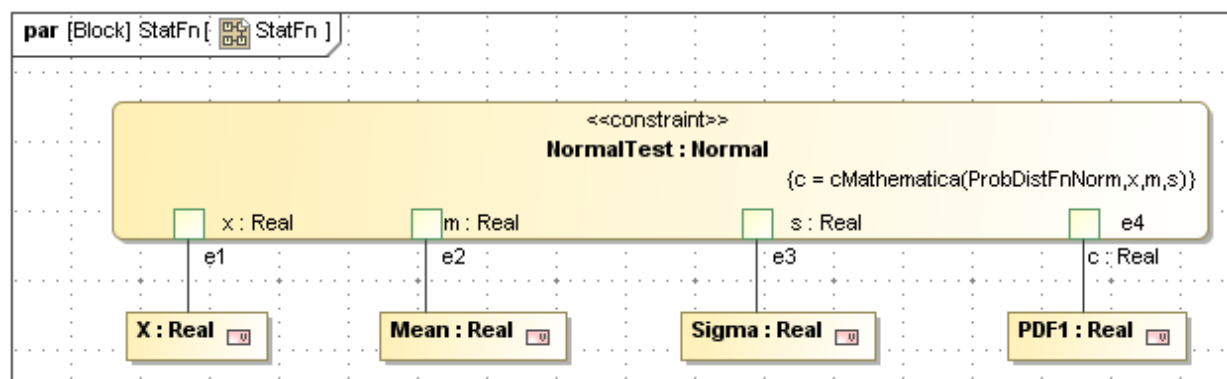 par [Block] StatFn [ StatFn ]
<<constraint>>
NormalTest : Normal
{c = cMathematica(ProbDistFnNorm,x,m,s)}
x : Real
m : Real
s : Real
e4
e1
e2
e3
c : Real
X : Real
Mean : Real
Sigma : Real
PDF1 : Real